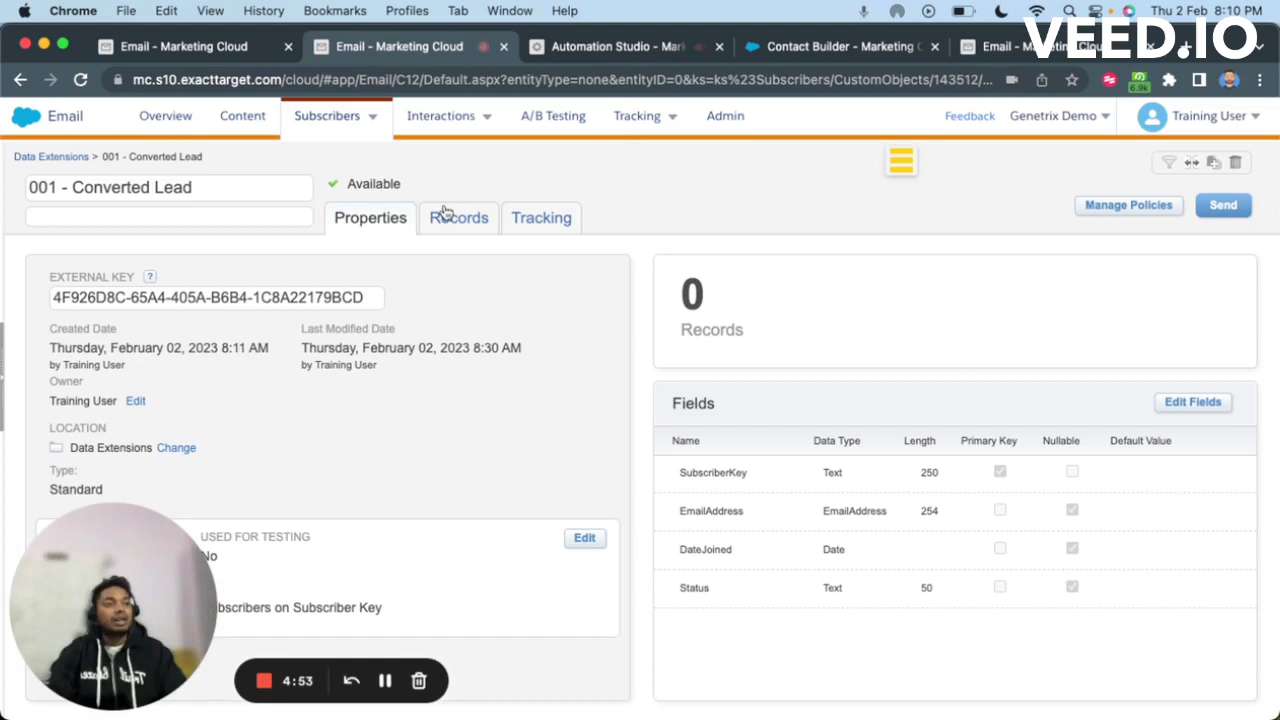 Chrome File Edit View History Bookmarks Profiles Tab Window Help Thu 2 Feb 8:10 PM
VEED.IO
Email - Marketing Cloud
Email - Marketing Cloud
Automation Studio - Mark
Contact Builder - Marketing C
Email - Marketing Cloud
mc.s10.exacttarget.com/cloud/#app/Email/C12/Default.aspx?entityType=none&entityID=0&ks=ks%23Subscribers/CustomObjects/143512/...
6.9k
Email Overview Content Subscribers Interactions A/B Testing Tracking Admin Feedback Genetrix Demo Training User
Data Extensions > 001 - Converted Lead
001 - Converted Lead
Available
Properties Records Tracking
Manage Policies Send
EXTERNAL KEY ?
4F926D8C-65A4-405A-B6B4-1C8A22179BCD
Created Date Last Modified Date
Thursday, February 02, 2023 8:11 AM Thursday, February 02, 2023 8:30 AM
by Training User by Training User
Owner
Training User Edit
LOCATION
Data Extensions Change
Type:
Standard
USED FOR TESTING Edit
No
bscribers on Subscriber Key
4:53
0
Records
Fields Edit Fields
Name Data Type Length Primary Key Nullable Default Value
SubscriberKey Text 250
EmailAddress EmailAddress 254
DateJoined Date
Status Text 50